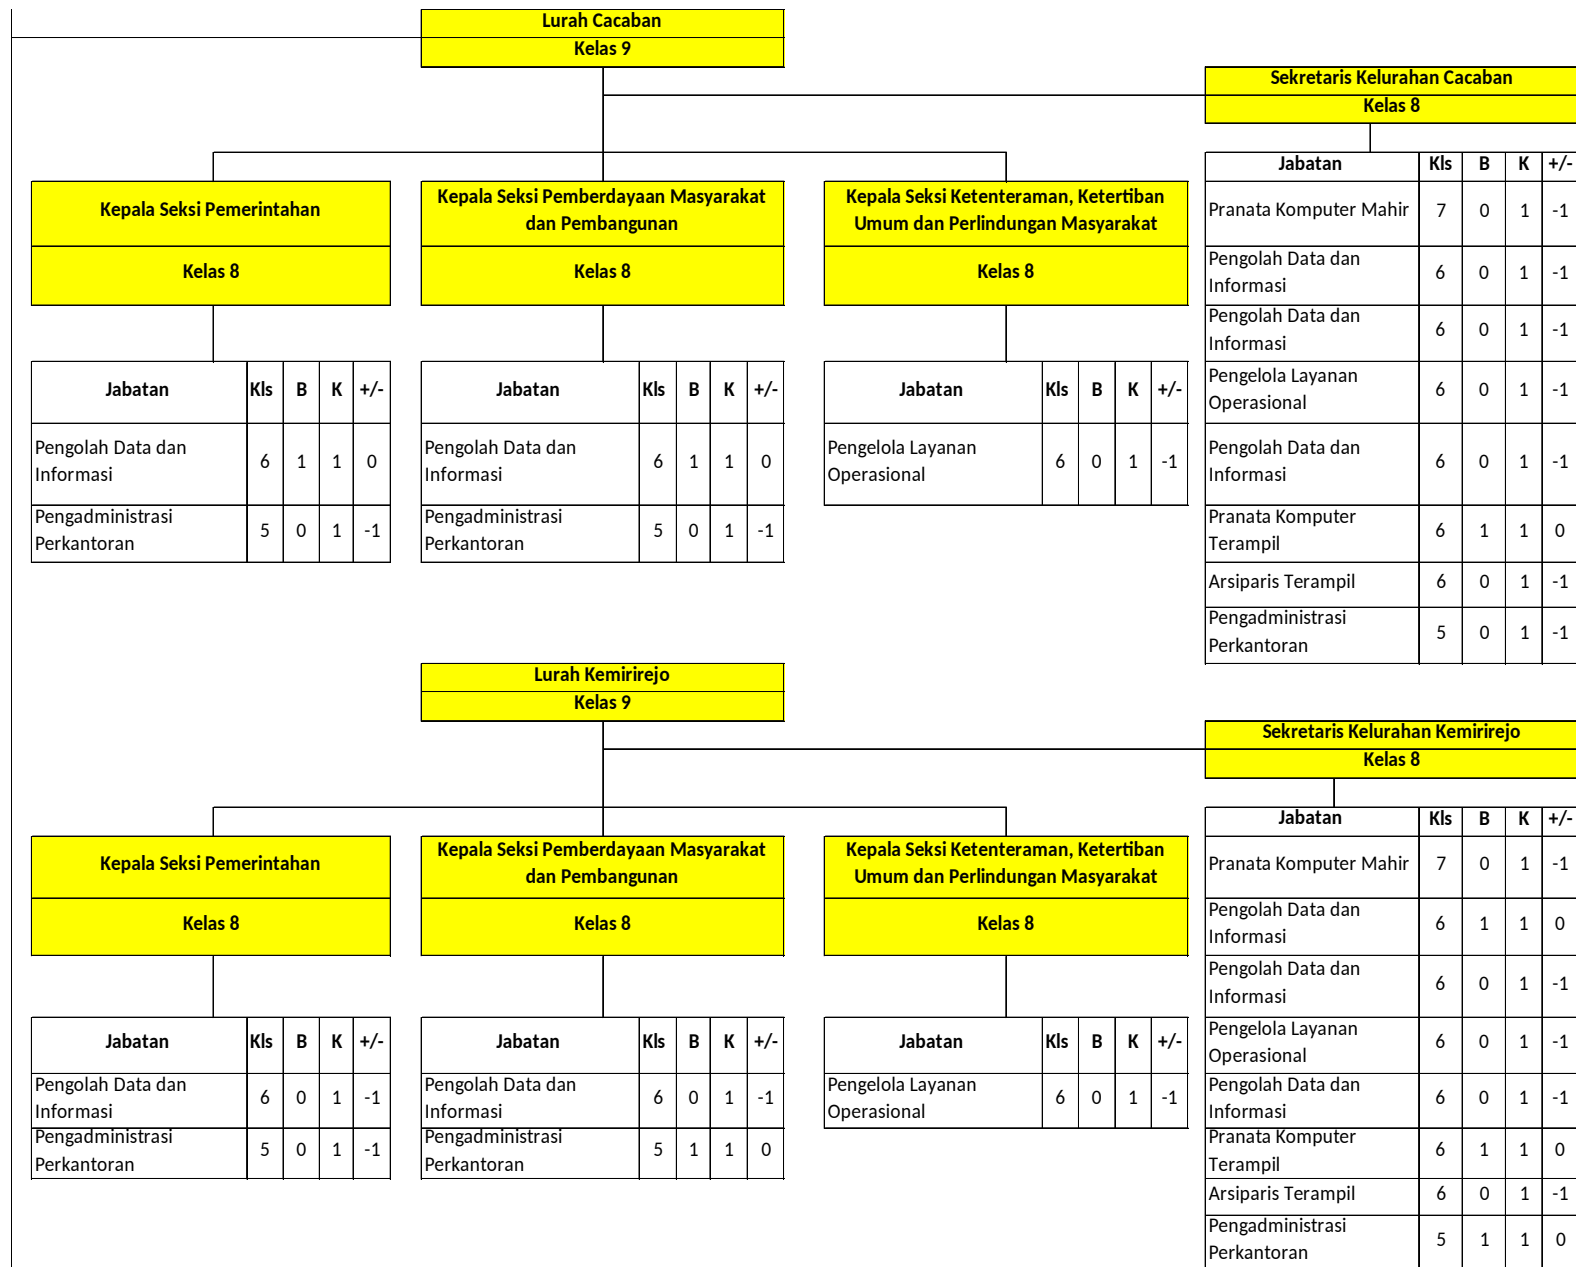 Lurah Cacaban
Kelas 9
Sekretaris Kelurahan Cacaban
Kelas 8
Kepala Seksi Pemerintahan
Kelas 8
Kepala Seksi Pemberdayaan Masyarakat
dan Pembangunan
Kelas 8
Kepala Seksi Ketenteraman, Ketertiban
Umum dan Perlindungan Masyarakat
Kelas 8
Jabatan Kls B K +/-
Pranata Komputer Mahir 7 0 1 -1
Pengolah Data dan
Informasi 6 0 1 -1
Pengolah Data dan
Informasi 6 0 1 -1
Pengelola Layanan
Operasional 6 0 1 -1
Pengolah Data dan
Informasi 6 0 1 -1
Pranata Komputer
Terampil 6 1 1 0
Arsiparis Terampil 6 0 1 -1
Pengadministrasi
Perkantoran 5 0 1 -1
Jabatan Kls B K +/-
Pengolah Data dan
Informasi 6 1 1 0
Pengadministrasi
Perkantoran 5 0 1 -1
Jabatan Kls B K +/-
Pengolah Data dan
Informasi 6 1 1 0
Pengadministrasi
Perkantoran 5 0 1 -1
Jabatan Kls B K +/-
Pengelola Layanan
Operasional 6 0 1 -1
Lurah Kemirirejo
Kelas 9
Sekretaris Kelurahan Kemirirejo
Kelas 8
Kepala Seksi Pemerintahan
Kelas 8
Kepala Seksi Pemberdayaan Masyarakat
dan Pembangunan
Kelas 8
Kepala Seksi Ketenteraman, Ketertiban
Umum dan Perlindungan Masyarakat
Kelas 8
Jabatan Kls B K +/-
Pranata Komputer Mahir 7 0 1 -1
Pengolah Data dan
Informasi 6 1 1 0
Pengolah Data dan
Informasi 6 0 1 -1
Pengelola Layanan
Operasional 6 0 1 -1
Pengolah Data dan
Informasi 6 0 1 -1
Pranata Komputer
Terampil 6 1 1 0
Arsiparis Terampil 6 0 1 -1
Pengadministrasi
Perkantoran 5 1 1 0
Jabatan Kls B K +/-
Pengolah Data dan
Informasi 6 0 1 -1
Pengadministrasi
Perkantoran 5 0 1 -1
Jabatan Kls B K +/-
Pengolah Data dan
Informasi 6 0 1 -1
Pengadministrasi
Perkantoran 5 1 1 0
Jabatan Kls B K +/-
Pengelola Layanan
Operasional 6 0 1 -1